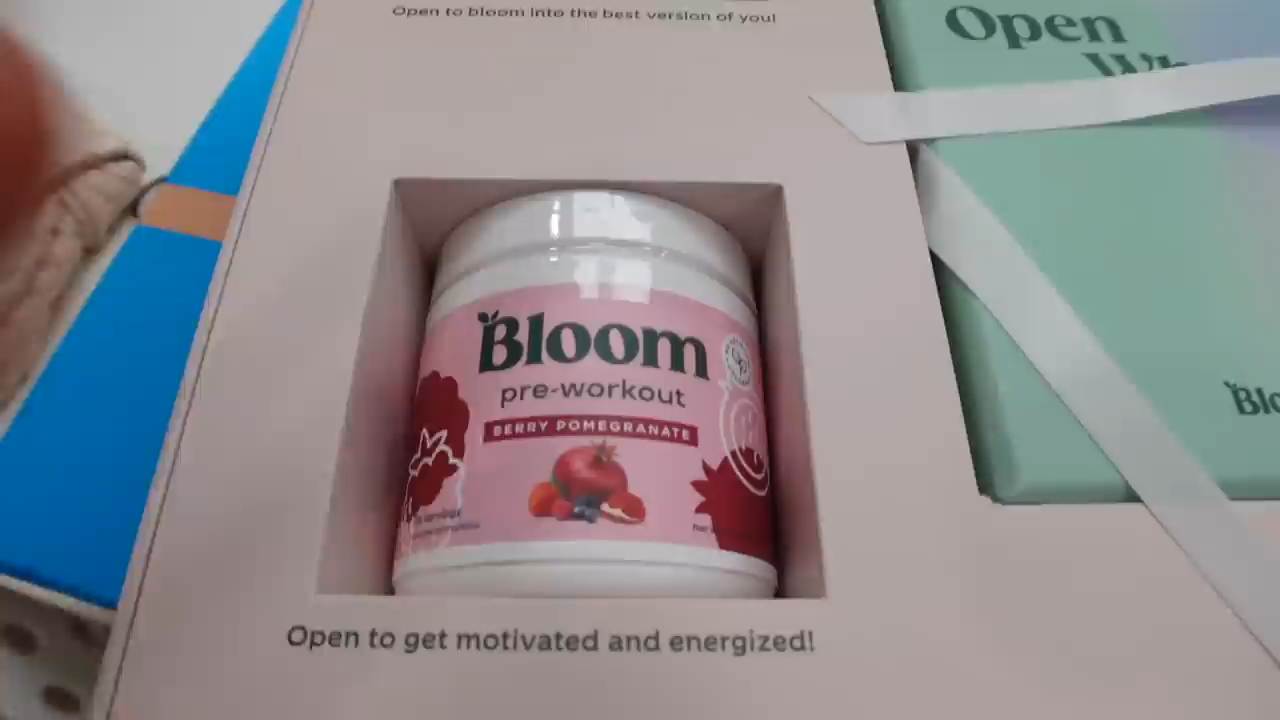 Open to bloom into the best version of you!
Open
Bloom
pre-workout
BERRY POMEGRANATE
Open to get motivated and energized!